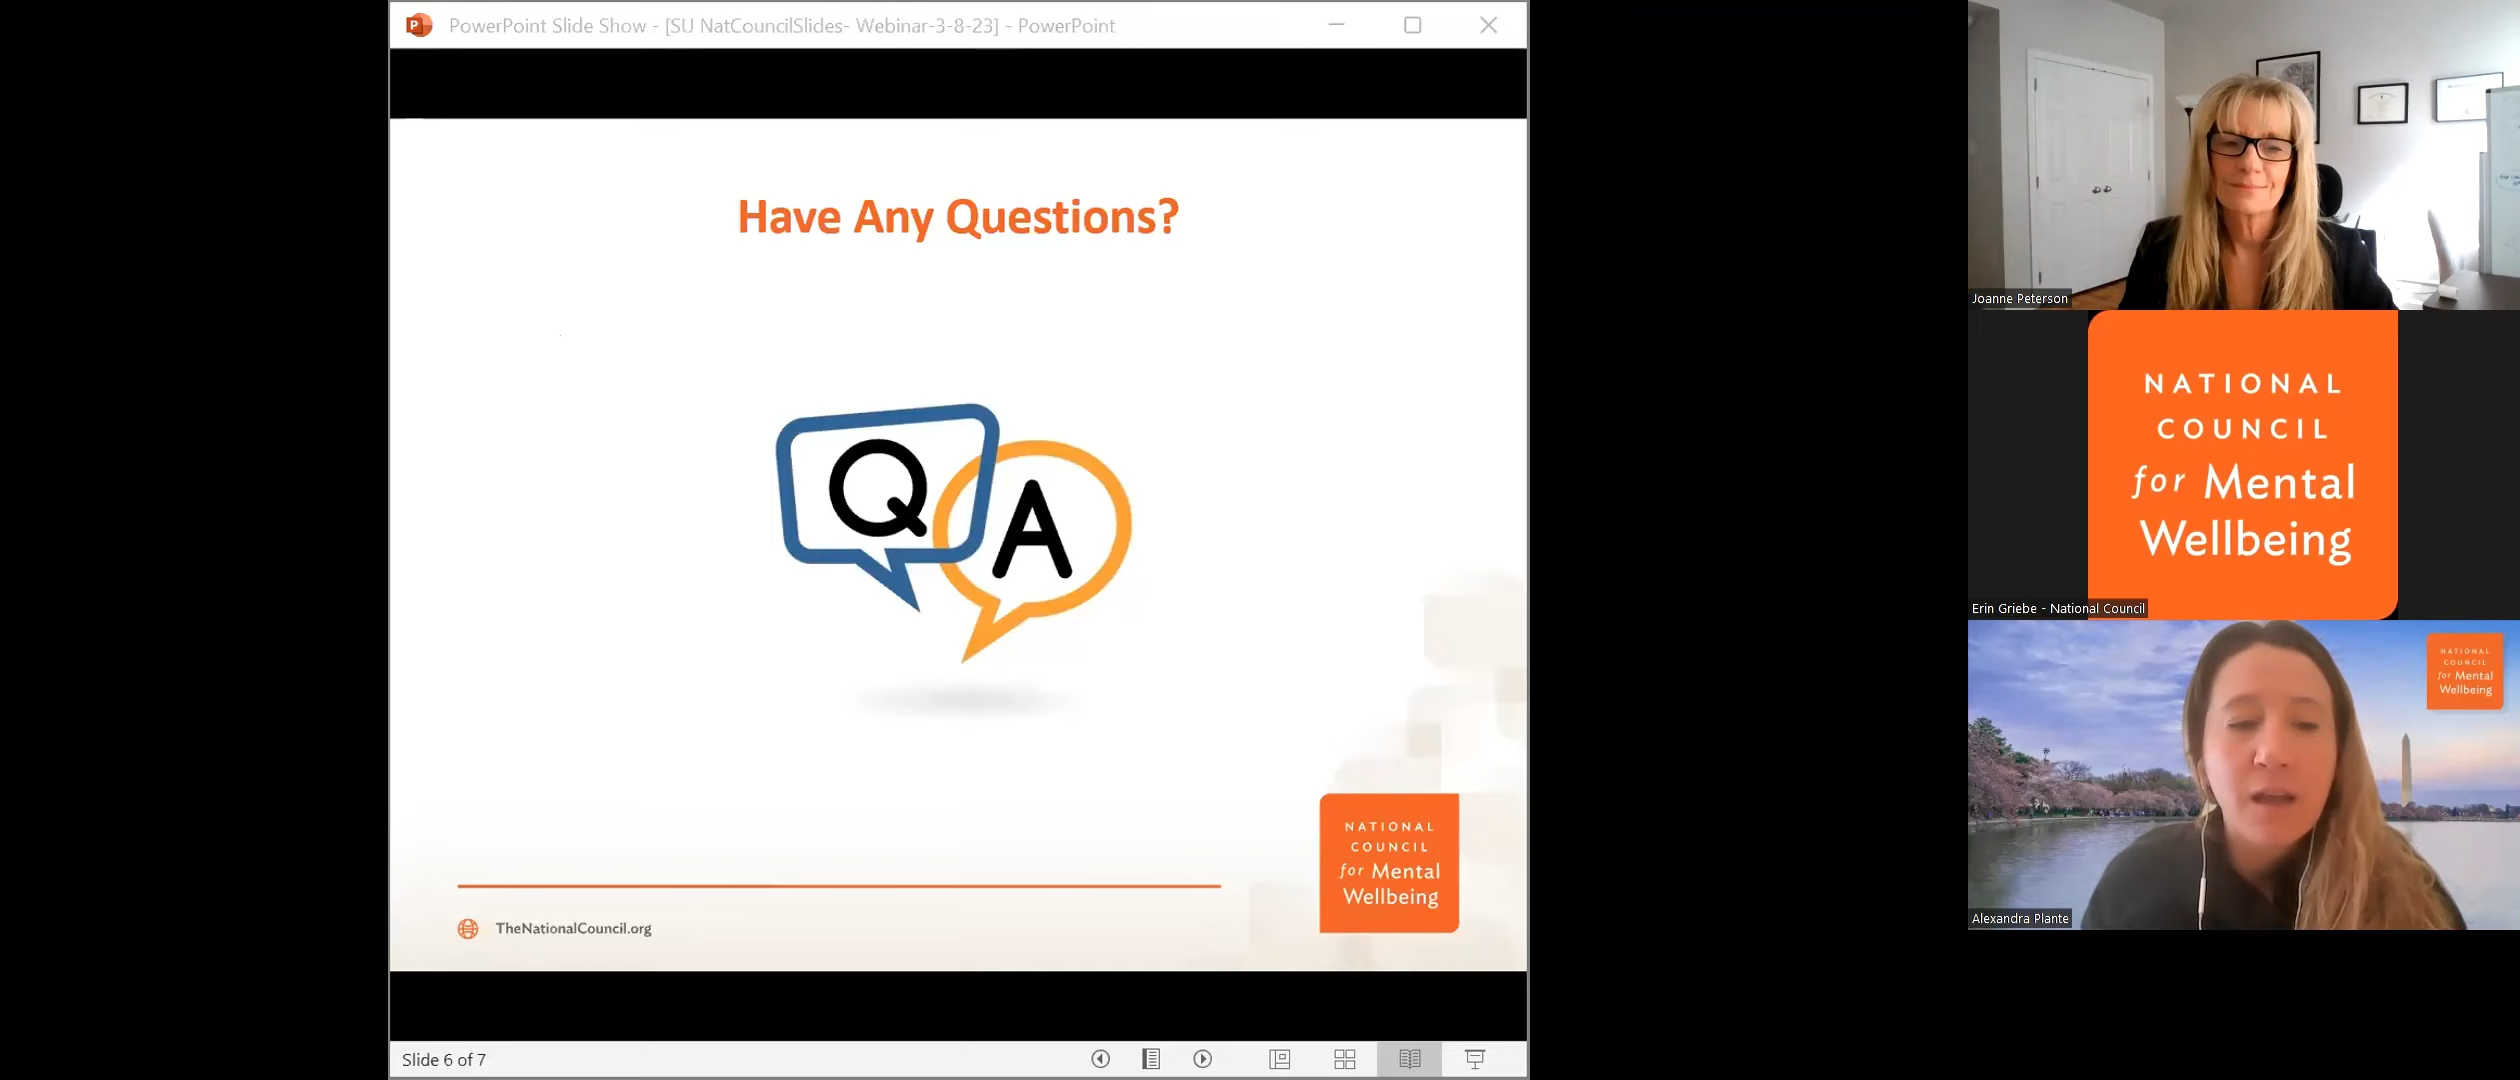 PowerPoint Slide Show - [SU NatCouncilSlides- Webinar-3-8-23] - PowerPoint
Have Any Questions?
Q
A
NATIONAL
COUNCIL
for Mental
Wellbeing
TheNationalCouncil.org
Slide 6 of 7
Joanne Peterson
NATIONAL
COUNCIL
for Mental
Wellbeing
Erin Griebe - National Council
NATIONAL
COUNCIL
for Mental
Wellbeing
Alexandra Plante